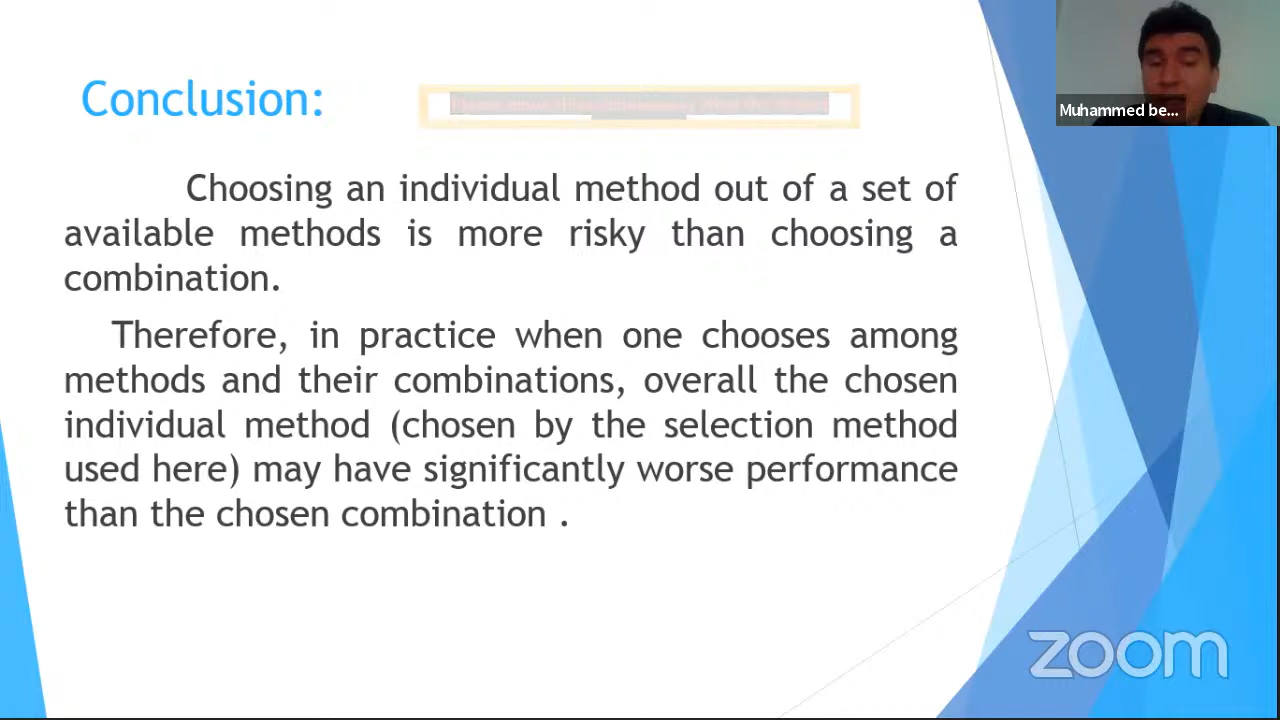 Conclusion:
Muhammed be...
Choosing an individual method out of a set of
available methods is more risky than choosing a
combination.
Therefore, in practice when one chooses among
methods and their combinations, overall the chosen
individual method (chosen by the selection method
used here) may have significantly worse performance
than the chosen combination .
zoom